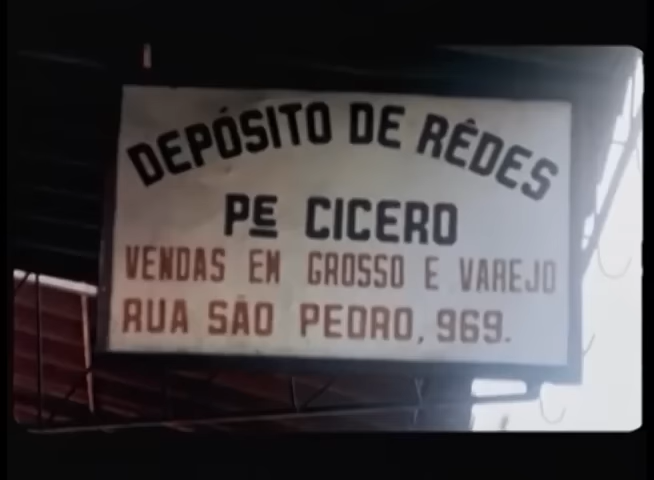 DEPÓSITO DE RÊDES
PE CICERO
VENDAS EM GROSSO E VAREJO
RUA SÃO PEDRO, 969.